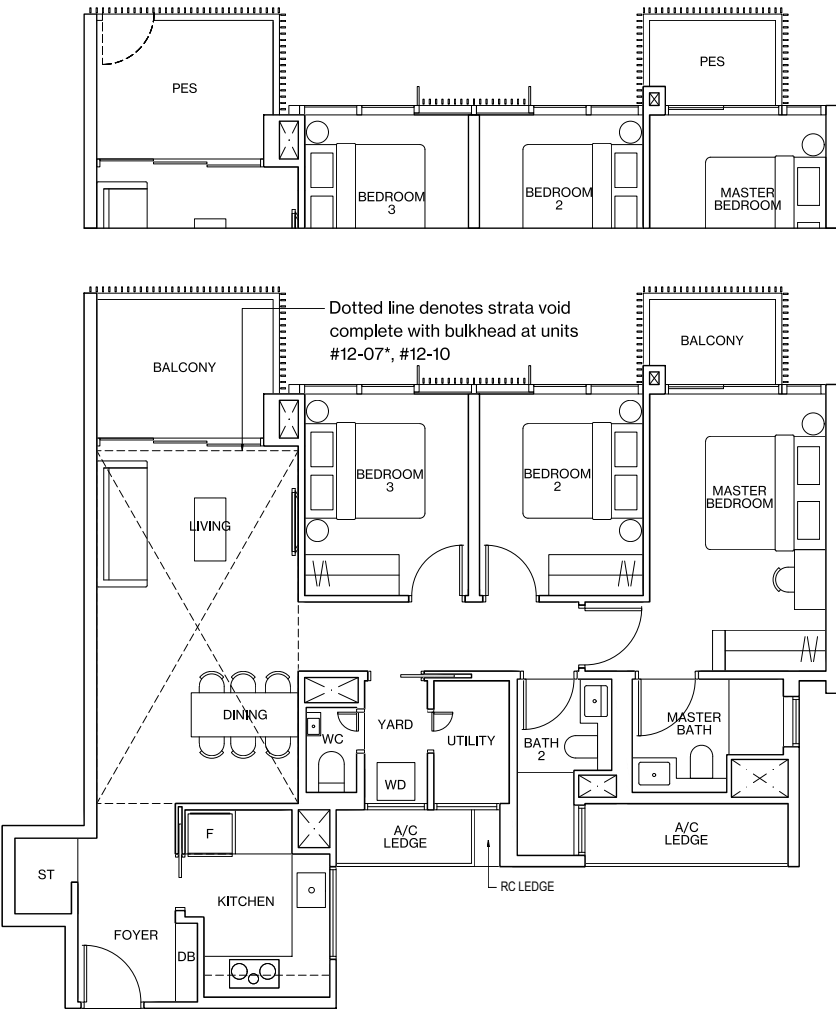 PES
PES
BEDROOM
3
BEDROOM
2
MASTER
BEDROOM
Dotted line denotes strata void
complete with bulkhead at units
#12-07*, #12-10
BALCONY
BALCONY
BEDROOM
3
BEDROOM
2
MASTER
BEDROOM
LIVING
DINING
WC
YARD
WD
UTILITY
BATH
2
MASTER
BATH
F
A/C
LEDGE
A/C
LEDGE
RC LEDGE
ST
KITCHEN
FOYER
DB